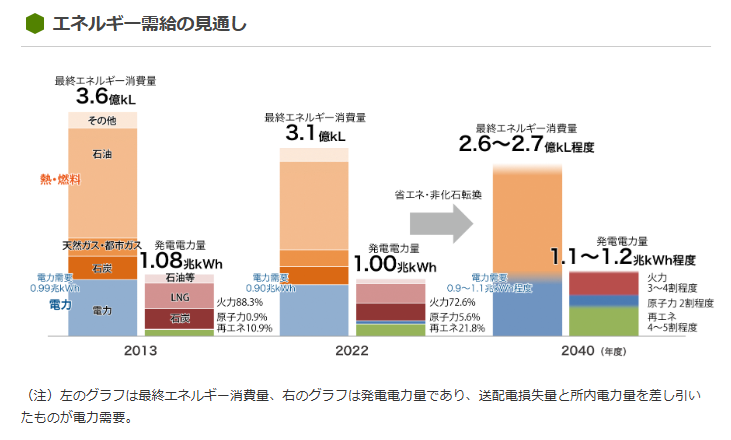 エネルギー需給の見通し
最終エネルギー消費量
3.6億kL
その他
石油
熱・燃料
天然ガス・都市ガス
石炭
電力需要
0.99兆kWh
電力
電力
発電電力量
1.08兆kWh
石油等
LNG
石炭
火力88.3%
原子力0.9%
再エネ10.9%
2013
最終エネルギー消費量
3.1億kL
電力需要
0.90兆kWh
発電電力量
1.00兆kWh
火力72.6%
原子力5.6%
再エネ21.8%
2022
省エネ・非化石転換
最終エネルギー消費量
2.6～2.7億kL程度
電力需要
0.9～1.1兆kWh程度
発電電力量
1.1～1.2兆kWh程度
火力
3～4割程度
原子力 2割程度
再エネ
4～5割程度
2040（年度）
（注）左のグラフは最終エネルギー消費量、右のグラフは発電電力量であり、送配電損失量と所内電力量を差し引い
たものが電力需要。